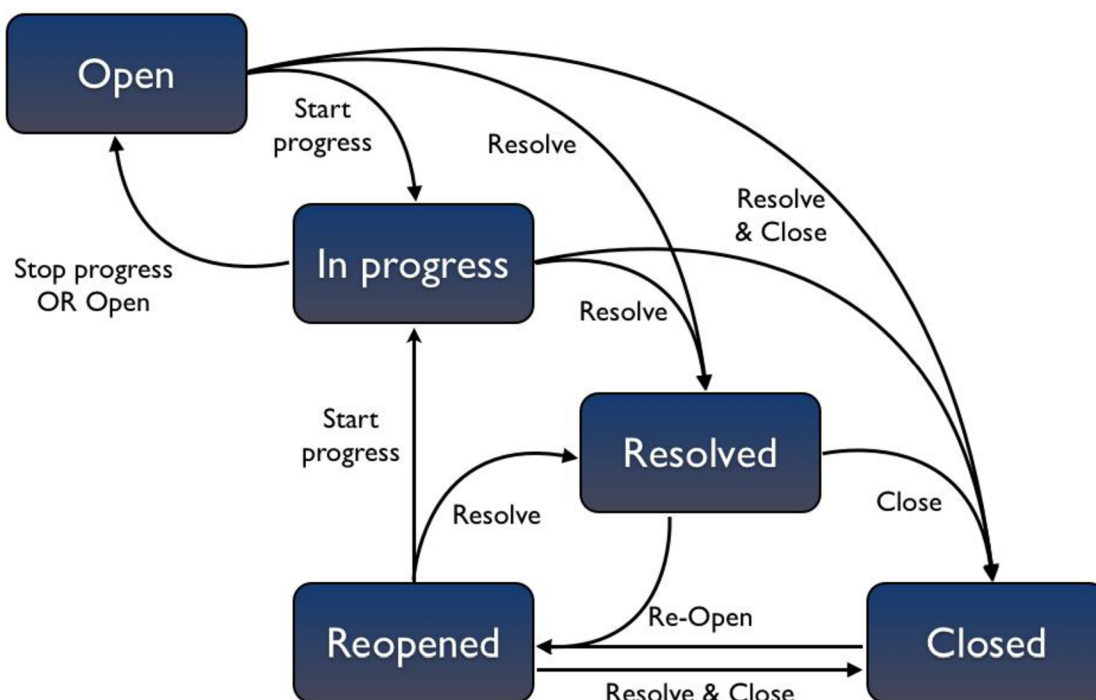 Open
Start
progress
Resolve
Resolve
& Close
In progress
Stop progress
OR Open
Resolve
Start
progress
Resolved
Close
Resolve
Re-Open
Reopened
Closed
Resolve & Close